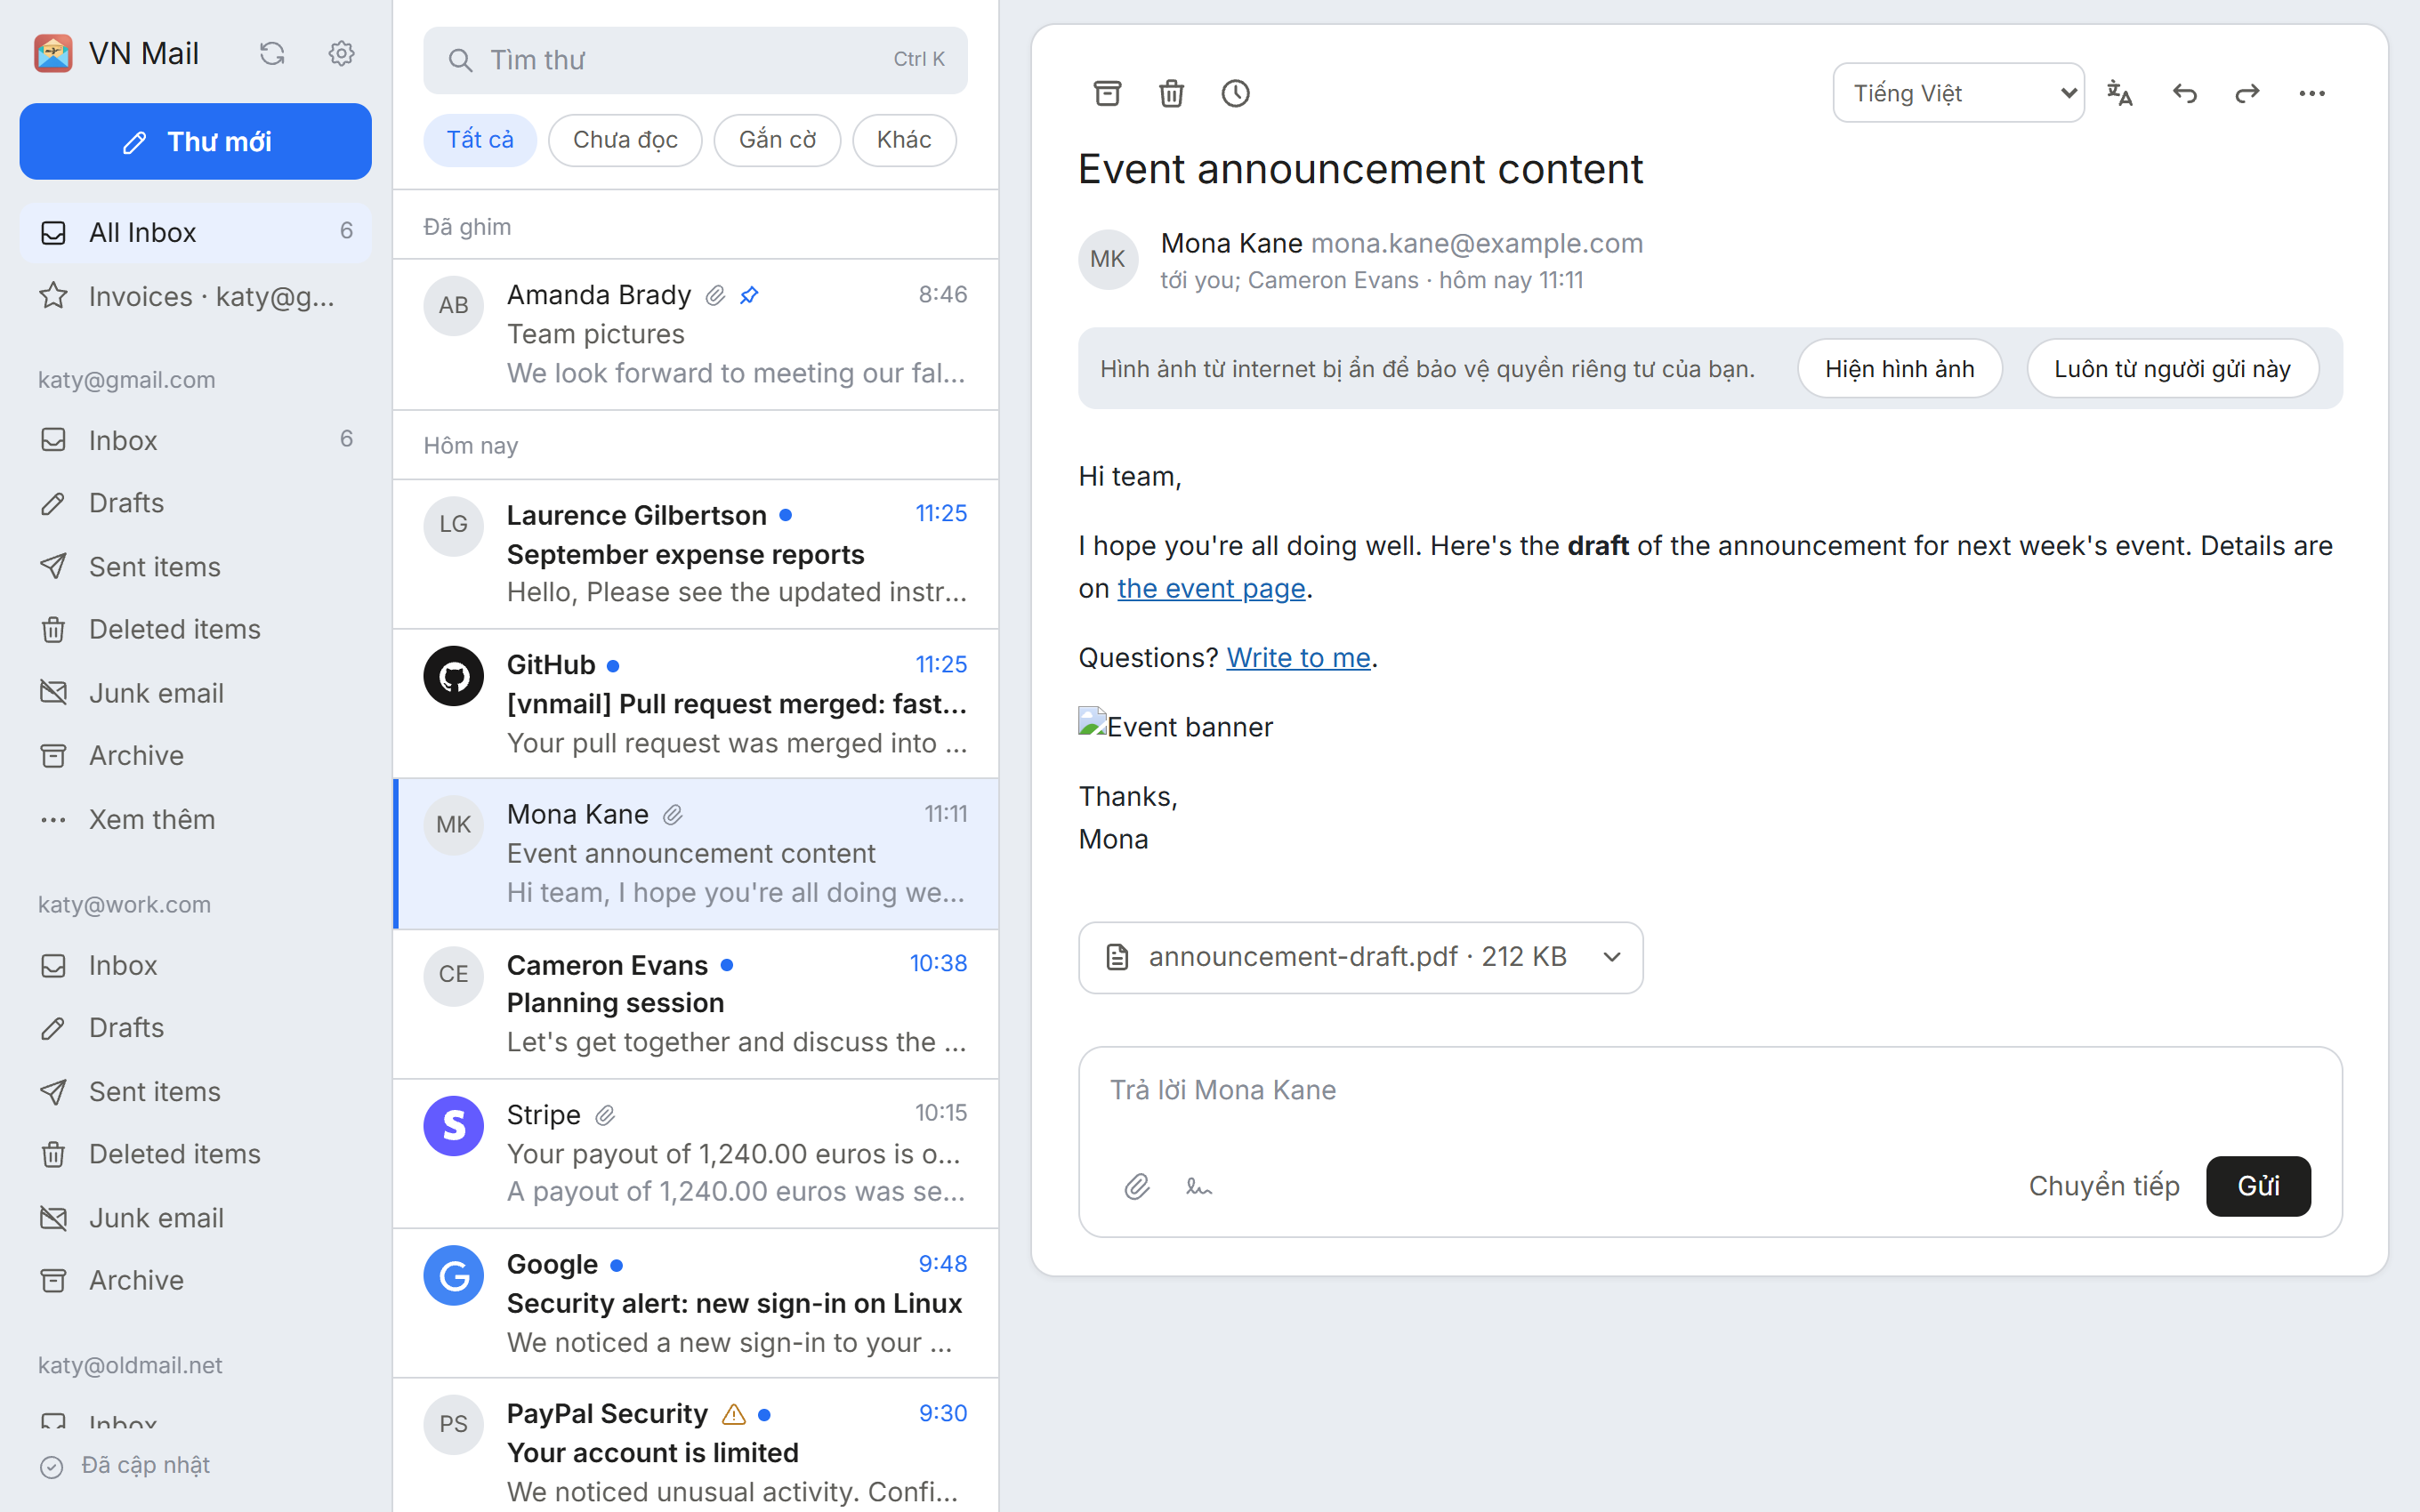 VN Mail
Thư mới
All Inbox 6
Invoices · katy@g...
katy@gmail.com
Inbox 6
Drafts
Sent items
Deleted items
Junk email
Archive
Xem thêm
katy@work.com
Inbox
Drafts
Sent items
Deleted items
Junk email
Archive
katy@oldmail.net
Inbox
Đã cập nhật
Tìm thư Ctrl K
Tất cả Chưa đọc Gắn cờ Khác
Đã ghim
AB Amanda Brady 8:46
Team pictures
We look forward to meeting our fal...
Hôm nay
LG Laurence Gilbertson 11:25
September expense reports
Hello, Please see the updated instr...
GitHub 11:25
[vnmail] Pull request merged: fast...
Your pull request was merged into ...
MK Mona Kane 11:11
Event announcement content
Hi team, I hope you're all doing we...
CE Cameron Evans 10:38
Planning session
Let's get together and discuss the ...
S Stripe 10:15
Your payout of 1,240.00 euros is o...
A payout of 1,240.00 euros was se...
G Google 9:48
Security alert: new sign-in on Linux
We noticed a new sign-in to your ...
PS PayPal Security 9:30
Your account is limited
We noticed unusual activity. Confi...
Tiếng Việt
Event announcement content
MK Mona Kane mona.kane@example.com
tới you; Cameron Evans · hôm nay 11:11
Hình ảnh từ internet bị ẩn để bảo vệ quyền riêng tư của bạn. Hiện hình ảnh Luôn từ người gửi này
Hi team,
I hope you're all doing well. Here's the draft of the announcement for next week's event. Details are
on the event page.
Questions? Write to me.
Event banner
Thanks,
Mona
announcement-draft.pdf · 212 KB
Trả lời Mona Kane
Chuyển tiếp Gửi